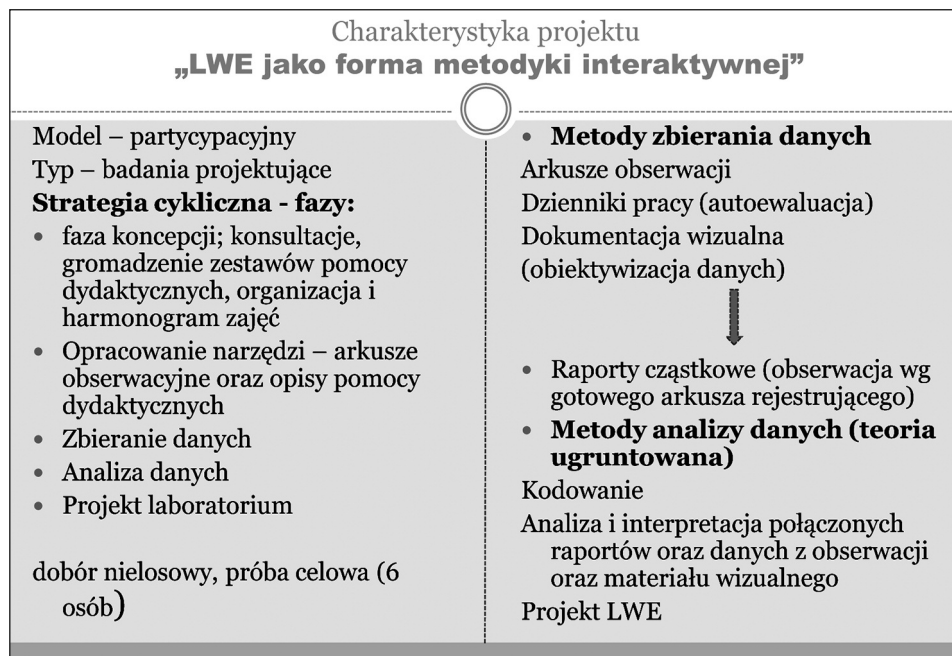 Charakterystyka projektu
„LWE jako forma metodyki interaktywnej”
Model – partycypacyjny
Typ – badania projektujące
Strategia cykliczna - fazy:
• faza koncepcji; konsultacje,
gromadzenie zestawów pomocy
dydaktycznych, organizacja i
harmonogram zajęć
• Opracowanie narzędzi – arkusze
obserwacyjne oraz opisy pomocy
dydaktycznych
• Zbieranie danych
• Analiza danych
• Projekt laboratorium
dobór nielosowy, próba celowa (6
osób)
• Metody zbierania danych
Arkusze obserwacji
Dzienniki pracy (autoewaluacja)
Dokumentacja wizualna
(obiektywizacja danych)
• Raporty cząstkowe (obserwacja wg
gotowego arkusza rejestrującego)
• Metody analizy danych (teoria
ugruntowana)
Kodowanie
Analiza i interpretacja połączonych
raportów oraz danych z obserwacji
oraz materiału wizualnego
Projekt LWE